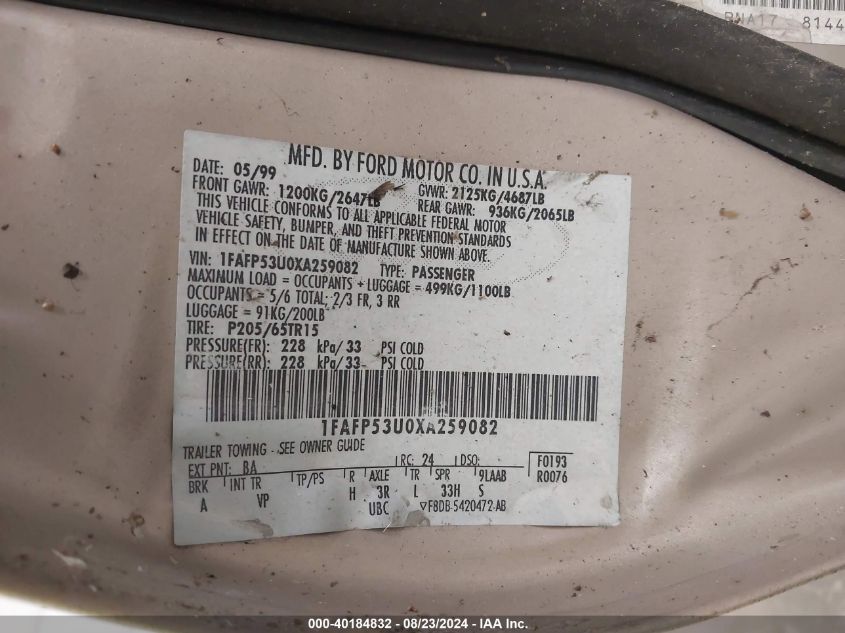 RNA17 8144
MFD. BY FORD MOTOR CO. IN U.S.A.
DATE: 05/99 GVWR: 2125KG/4687LB
FRONT GAWR: 1200KG/2647LB REAR GAWR: 936KG/2065LB
THIS VEHICLE CONFORMS TO ALL APPLICABLE FEDERAL MOTOR
VEHICLE SAFETY, BUMPER, AND THEFT PREVENTION STANDARDS
IN EFFECT ON THE DATE OF MANUFACTURE SHOWN ABOVE.
VIN: 1FAFP53U0XA259082 TYPE: PASSENGER
MAXIMUM LOAD = OCCUPANTS + LUGGAGE = 499KG/1100LB
OCCUPANTS = 5/6 TOTAL; 2/3 FR, 3 RR
LUGGAGE = 91KG/200LB
TIRE: P205/65TR15
PRESSURE(FR): 228 kPa/33 PSI COLD
PRESSURE(RR): 228 kPa/33 PSI COLD
1FAFP53U0XA259082
TRAILER TOWING - SEE OWNER GUIDE
EXT PNT: BA RC: 24 DSO: F0193
BRK INT TR TP/PS R AXLE TR SPR 9LAAB R0076
A VP H 3R L 33H S
UBC ▽F8DB-5420472-AB
000-40184832 - 08/23/2024 - IAA, Inc.